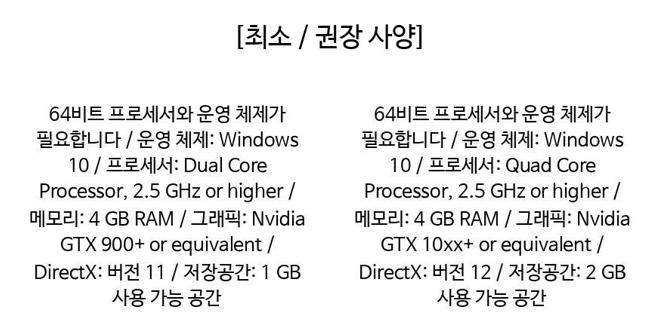 [최소 / 권장 사양]
64비트 프로세서와 운영 체제가
필요합니다 / 운영 체제: Windows
10 / 프로세서: Dual Core
Processor, 2.5 GHz or higher /
메모리: 4 GB RAM / 그래픽: Nvidia
GTX 900+ or equivalent /
DirectX: 버전 11 / 저장공간: 1 GB
사용 가능 공간
64비트 프로세서와 운영 체제가
필요합니다 / 운영 체제: Windows
10 / 프로세서: Quad Core
Processor, 2.5 GHz or higher /
메모리: 4 GB RAM / 그래픽: Nvidia
GTX 10xx+ or equivalent /
DirectX: 버전 12 / 저장공간: 2 GB
사용 가능 공간